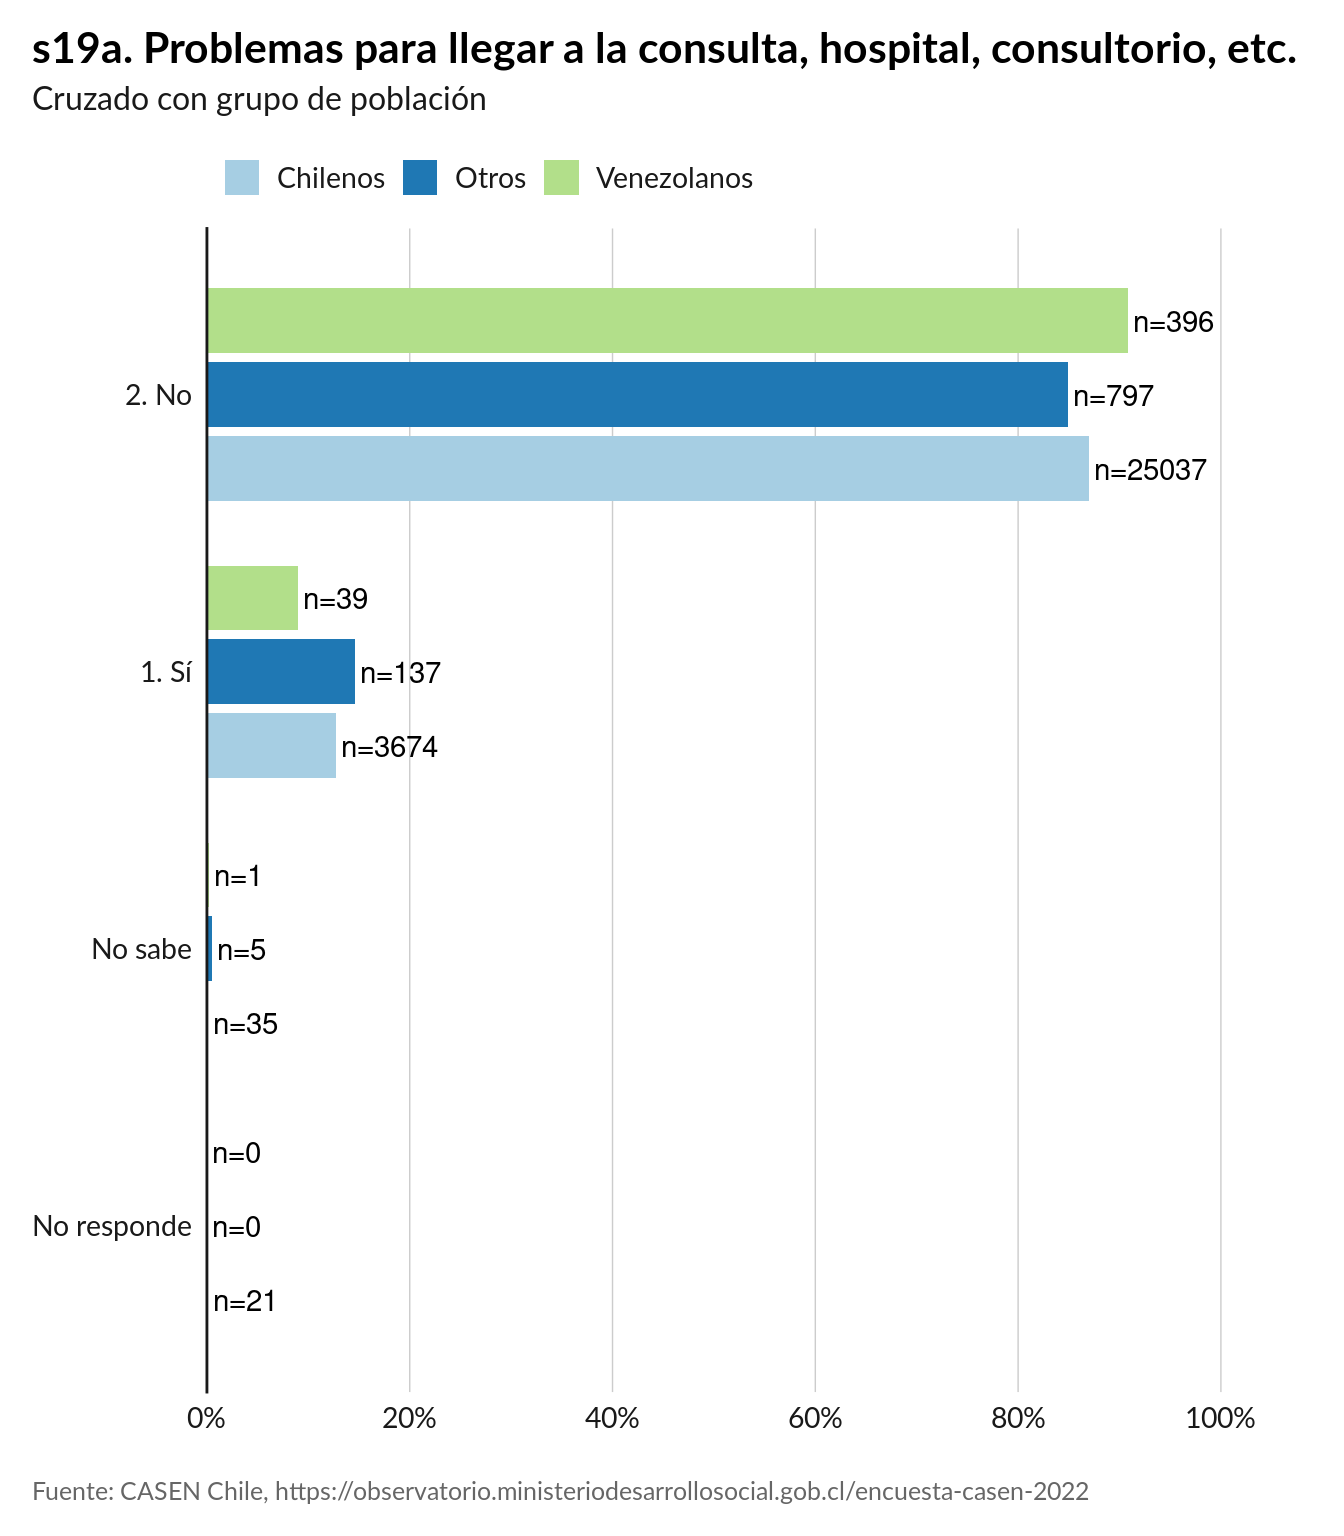 s19a. Problemas para llegar a la consulta, hospital, consultorio, etc.
Cruzado con grupo de población
Chilenos Otros Venezolanos
n=396
2. No n=797
n=25037
n=39
1. Sí n=137
n=3674
n=1
No sabe n=5
n=35
n=0
No responde n=0
n=21
0% 20% 40% 60% 80% 100%
Fuente: CASEN Chile, https://observatorio.ministeriodesarrollosocial.gob.cl/encuesta-casen-2022